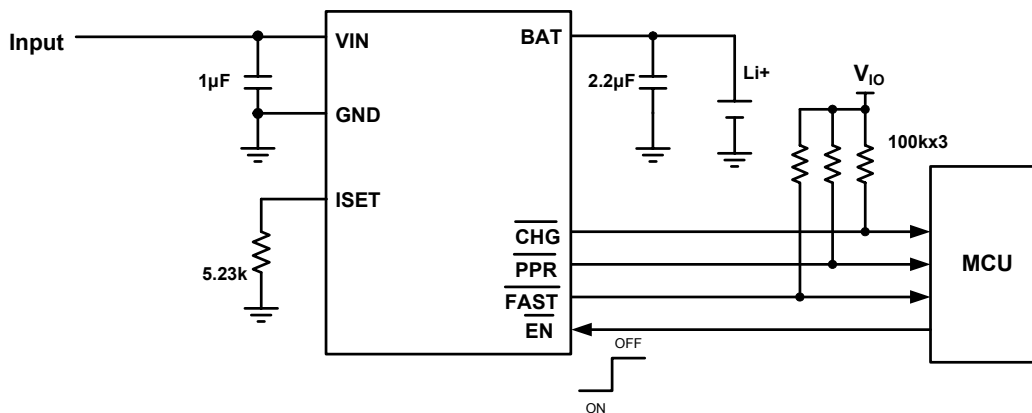 Input
VIN
BAT
1µF
2.2µF
Li+
VIO
GND
100kx3
ISET
5.23k
CHG
PPR
FAST
EN
MCU
OFF
ON